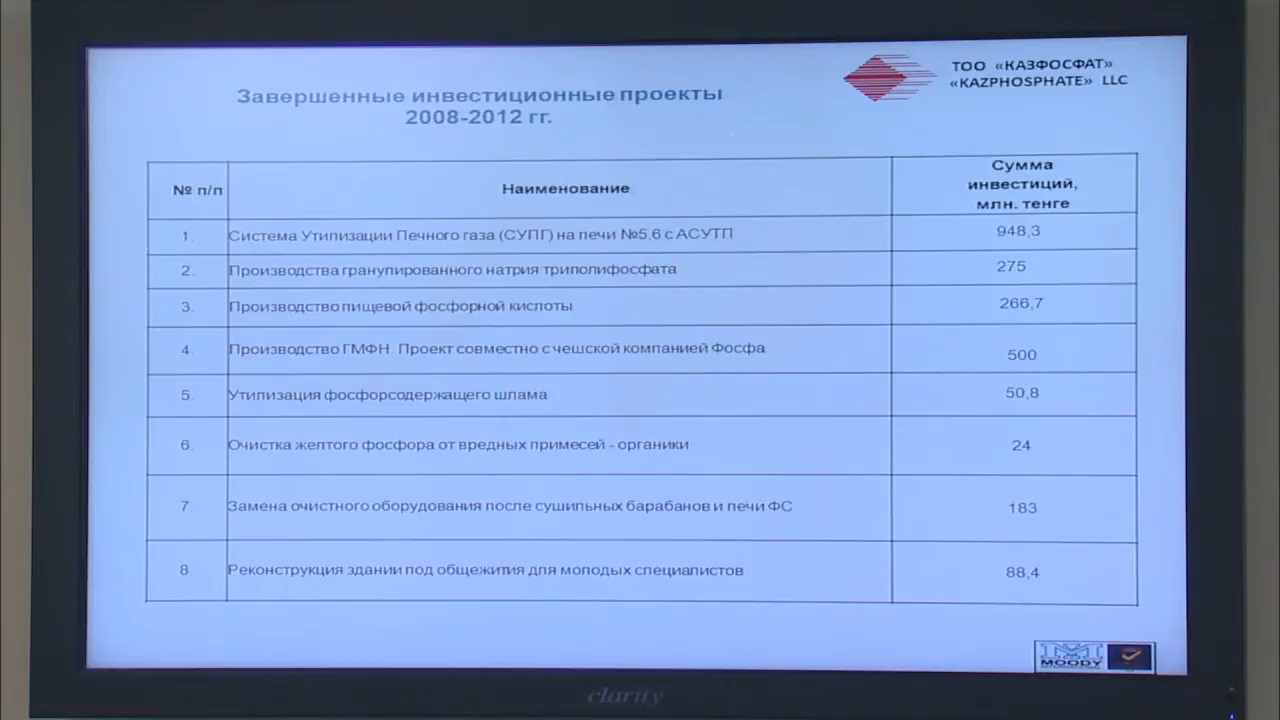 ТОО «КАЗФОСФАТ»
«KAZPHOSPHATE» LLC
Завершенные инвестиционные проекты
2008-2012 гг.
№ п/п
Наименование
Сумма
инвестиций,
млн. тенге
1. Система Утилизации Печного газа (СУПГ) на печи №5,6 с АСУТП 948,3
2. Производства гранулированного натрия триполифосфата 275
3. Производство пищевой фосфорной кислоты 266,7
4. Производство ГМФН. Проект совместно с чешской компанией Фосфа 500
5. Утилизация фосфорсодержащего шлама 50,8
6. Очистка желтого фосфора от вредных примесей - органики 24
7 Замена очистного оборудования после сушильных барабанов и печи ФС 183
8 Реконструкция здании под общежития для молодых специалистов 88,4
MOODY
clarity